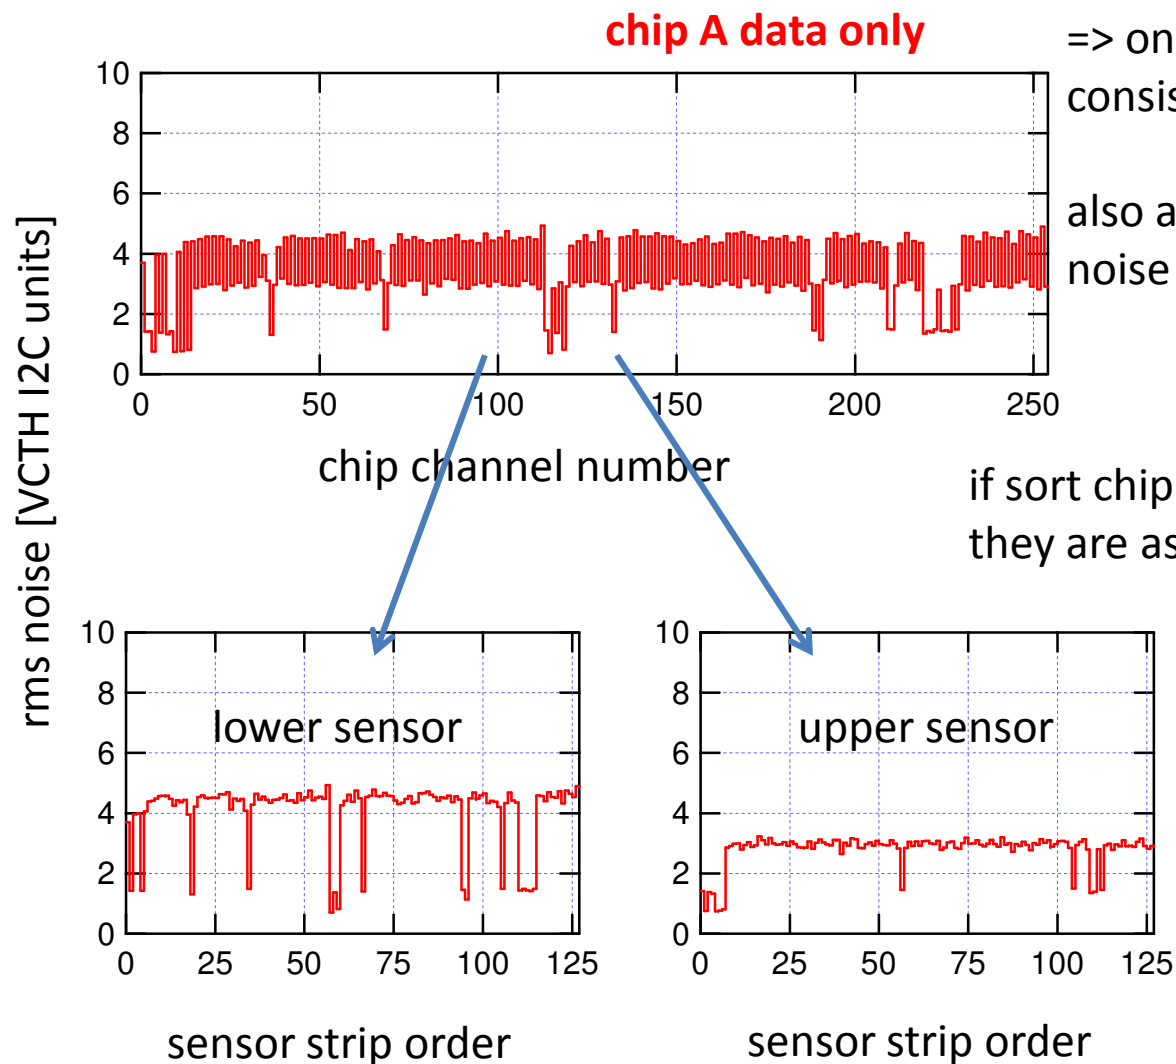 chip A data only
=> on
consis
also a
noise
rms noise [VCTH I2C units]
10
8
6
4
2
0
0 50 100 150 200 250
chip channel number
if sort chip
they are as
10
8
6
4
2
0
lower sensor
0 25 50 75 100 125
sensor strip order
10
8
6
4
2
0
upper sensor
0 25 50 75 100 125
sensor strip order